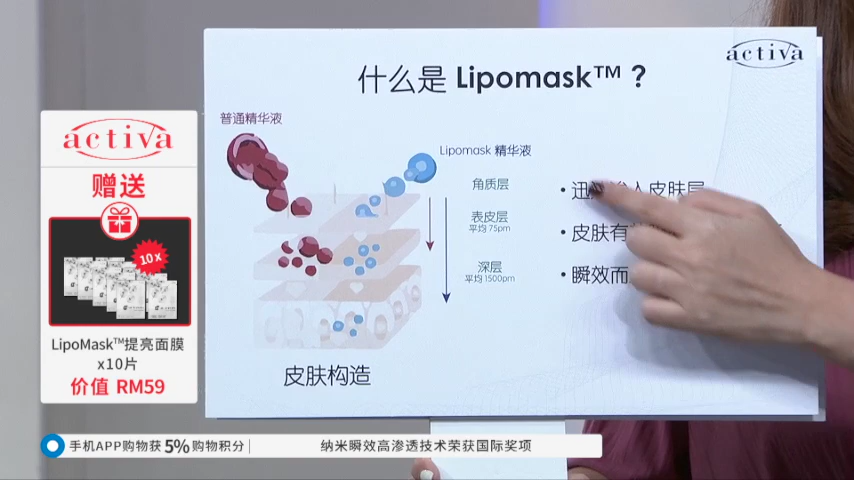 activa
什么是 Lipomask™ ?
普通精华液
Lipomask 精华液
角质层
表皮层
平均 75pm
深层
平均 1500pm
皮肤构造
• 迅 入皮肤层
• 皮肤有
• 瞬效而
activa
赠送
10 x
LipoMask™提亮面膜
x10片
价值 RM59
手机APP购物获 5% 购物积分
纳米瞬效高渗透技术荣获国际奖项